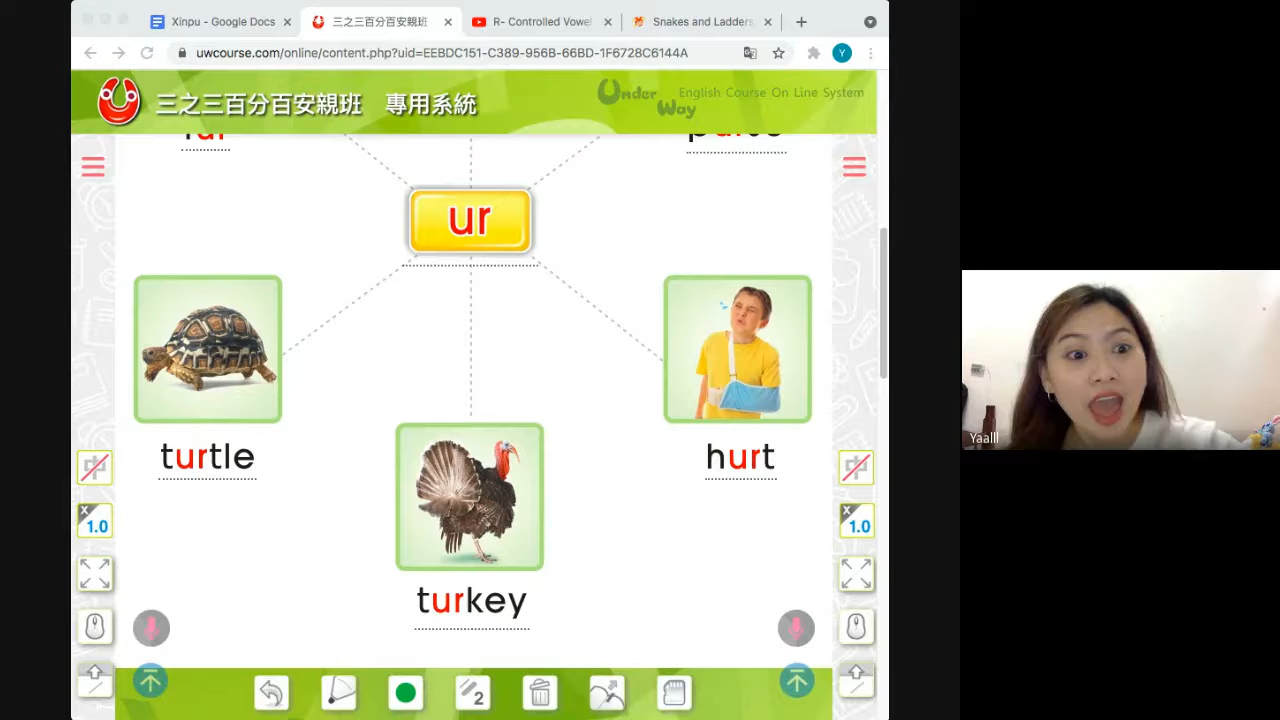 Xinpu - Google Docs
三之三百分百安親班
R- Controlled Vowel
Snakes and Ladders
uwcourse.com/online/content.php?uid=EEBDC151-C389-956B-66BD-1F6728C6144A
Y
三之三百分百安親班 專用系統
Under Way
English Course On Line System
ur
turtle
hurt
turkey
Yaalll
中
中
X 1.0
X 1.0
2